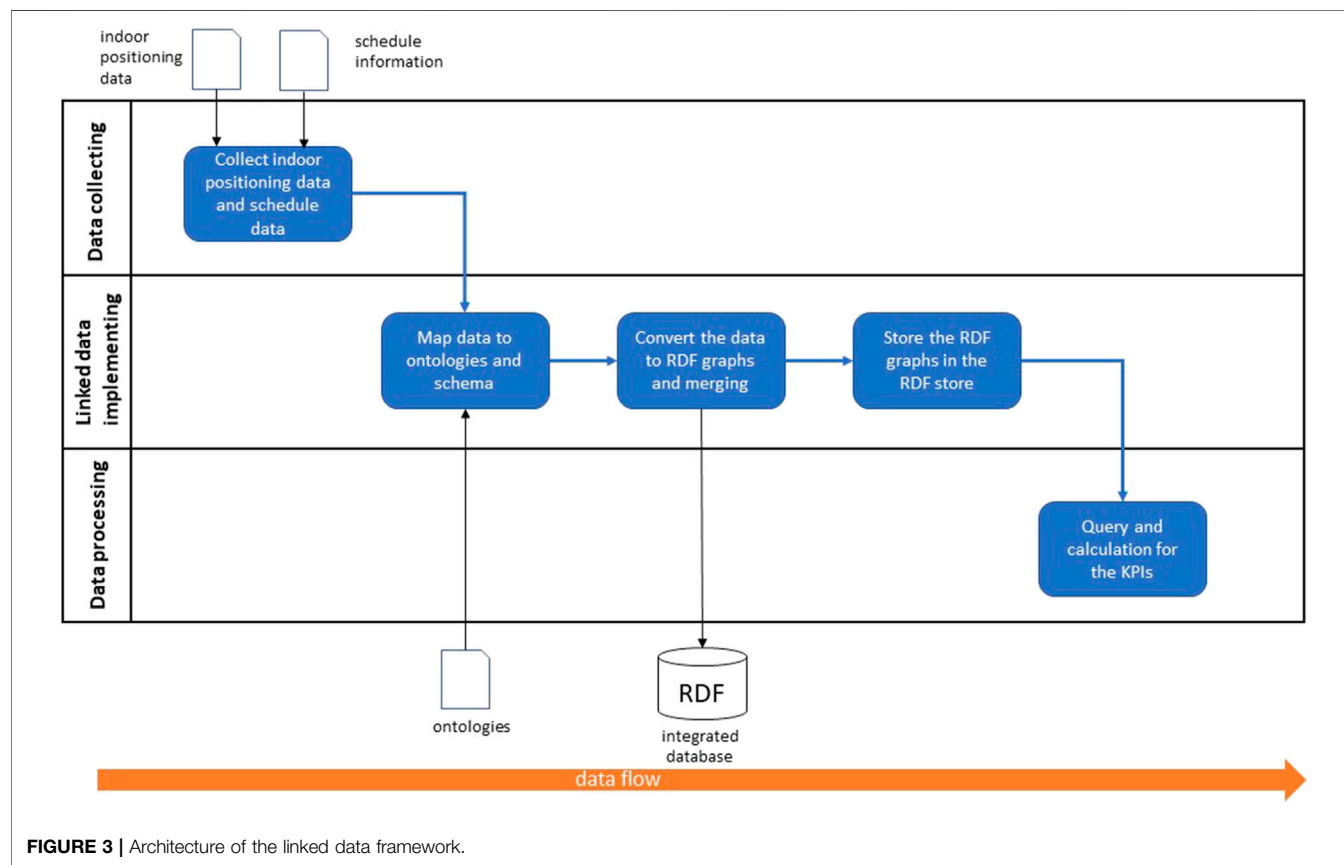 indoor
positioning
data
schedule
information
Data collecting
Collect indoor
positioning data
and schedule
data
Linked data
implementing
Map data to
ontologies and
schema
Convert the data
to RDF graphs
and merging
Store the RDF
graphs in the
RDF store
Data processing
Query and
calculation for
the KPIs
ontologies
RDF
integrated
database
data flow
FIGURE 3 | Architecture of the linked data framework.